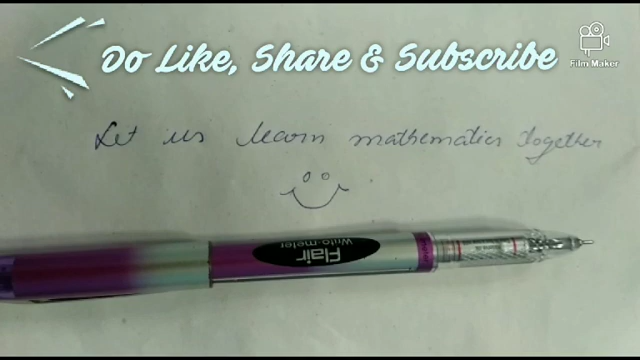 Do Like, Share & Subscribe
Film Maker
Let us learn mathematics together
Flair
Writo-meter